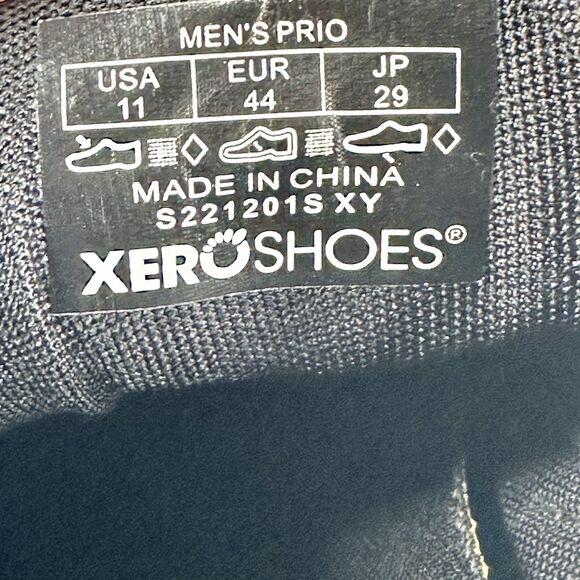 MEN'S PRIO
USA EUR JP
11 44 29
MADE IN CHINA
S221201S XY
XEROSHOES®